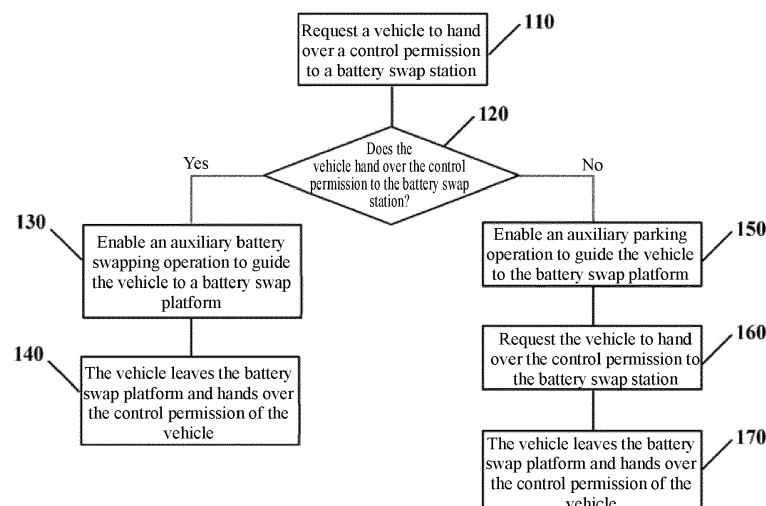 Request a vehicle to hand
over a control permission
to a battery swap station
110
120
Does the
vehicle hand over the control
permission to the battery swap
station?
Yes
No
130
Enable an auxiliary battery
swapping operation to guide
the vehicle to a battery swap
platform
140
The vehicle leaves the battery
swap platform and hands over
the control permission of the
vehicle
150
Enable an auxiliary parking
operation to guide the vehicle
to the battery swap platform
160
Request the vehicle to hand
over the control permission to
the battery swap station
170
The vehicle leaves the battery
swap platform and hands over
the control permission of the
vehicle